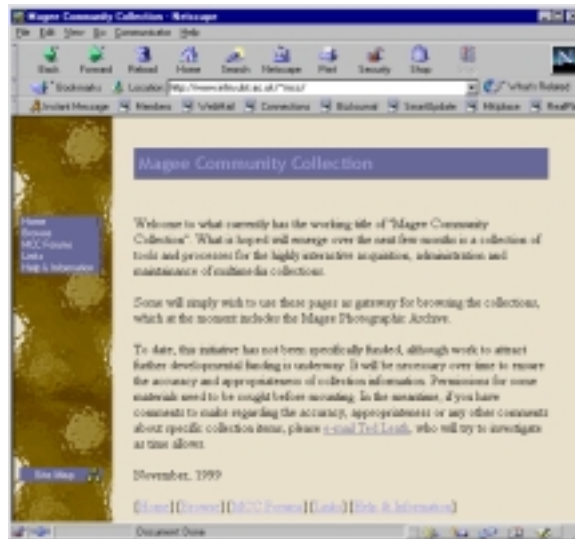 Magee Community Collection - Netscape
File Edit View Go Communicator Help
Back Forward Reload Home Search Netscape Print Security Shop
Bookmarks Location What's Related
Instant Message Members WebMail Connections BizJournal SmartUpdate Mktplace
Magee Community Collection
Home
Browse
MCC Forums
Links
Help & Information
Welcome to what currently has the working title of "Magee Community
Collection". What is hoped will emerge over the next few months is a collection of
tools and processes for the highly interactive acquisition, administration and
maintainance of multimedia collections.
Some will simply wish to use these pages as gateway for browsing the collections,
which at the moment includes the Magee Photographic Archive.
To date, this initiative has not been specifically funded, although work to attract
further developmental funding is underway. It will be necessary over time to ensure
the accuracy and appropriateness of collection information. Permissions for some
materials need to be sought before mounting. In the meantime, if you have
comments to make regarding the accuracy, appropriateness or any other comments
about specific collection items, please e-mail Ted Leath, who will try to investigate
as time allows.
Site Map
November, 1999
[Home] [Browse] [MCC Forums] [Links] [Help & Information]
Document Done